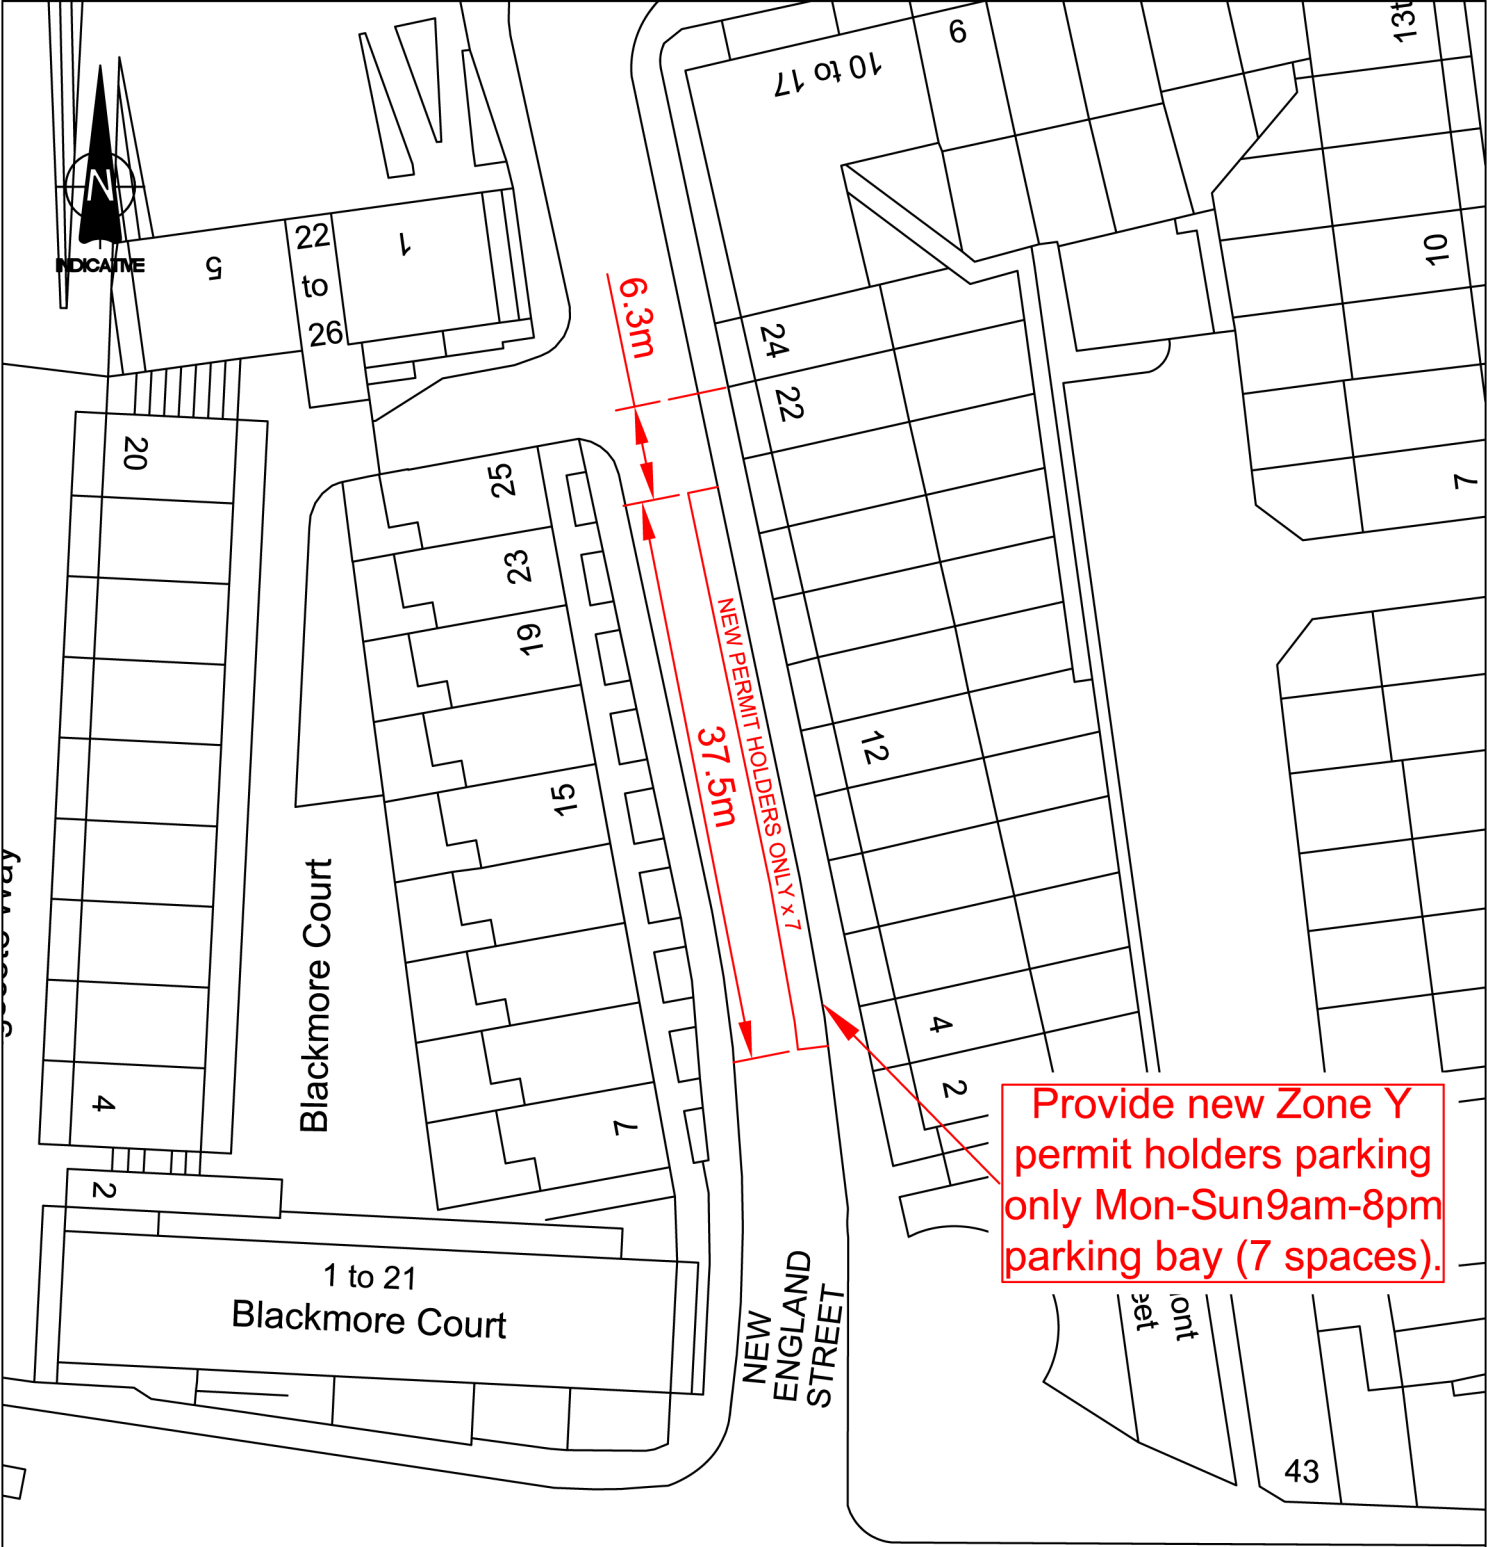 9
10 to 17
13
N
INDICATIVE
5
22
to
26
1
10
6.3m
24
22
20
25
7
23
19
NEW PERMIT HOLDERS ONLY x 7
37.5m
12
15
Blackmore Court
4
4
2
7
2
Provide new Zone Y
permit holders parking
only Mon-Sun9am-8pm
parking bay (7 spaces).
1 to 21
Blackmore Court
NEW
ENGLAND
STREET
43